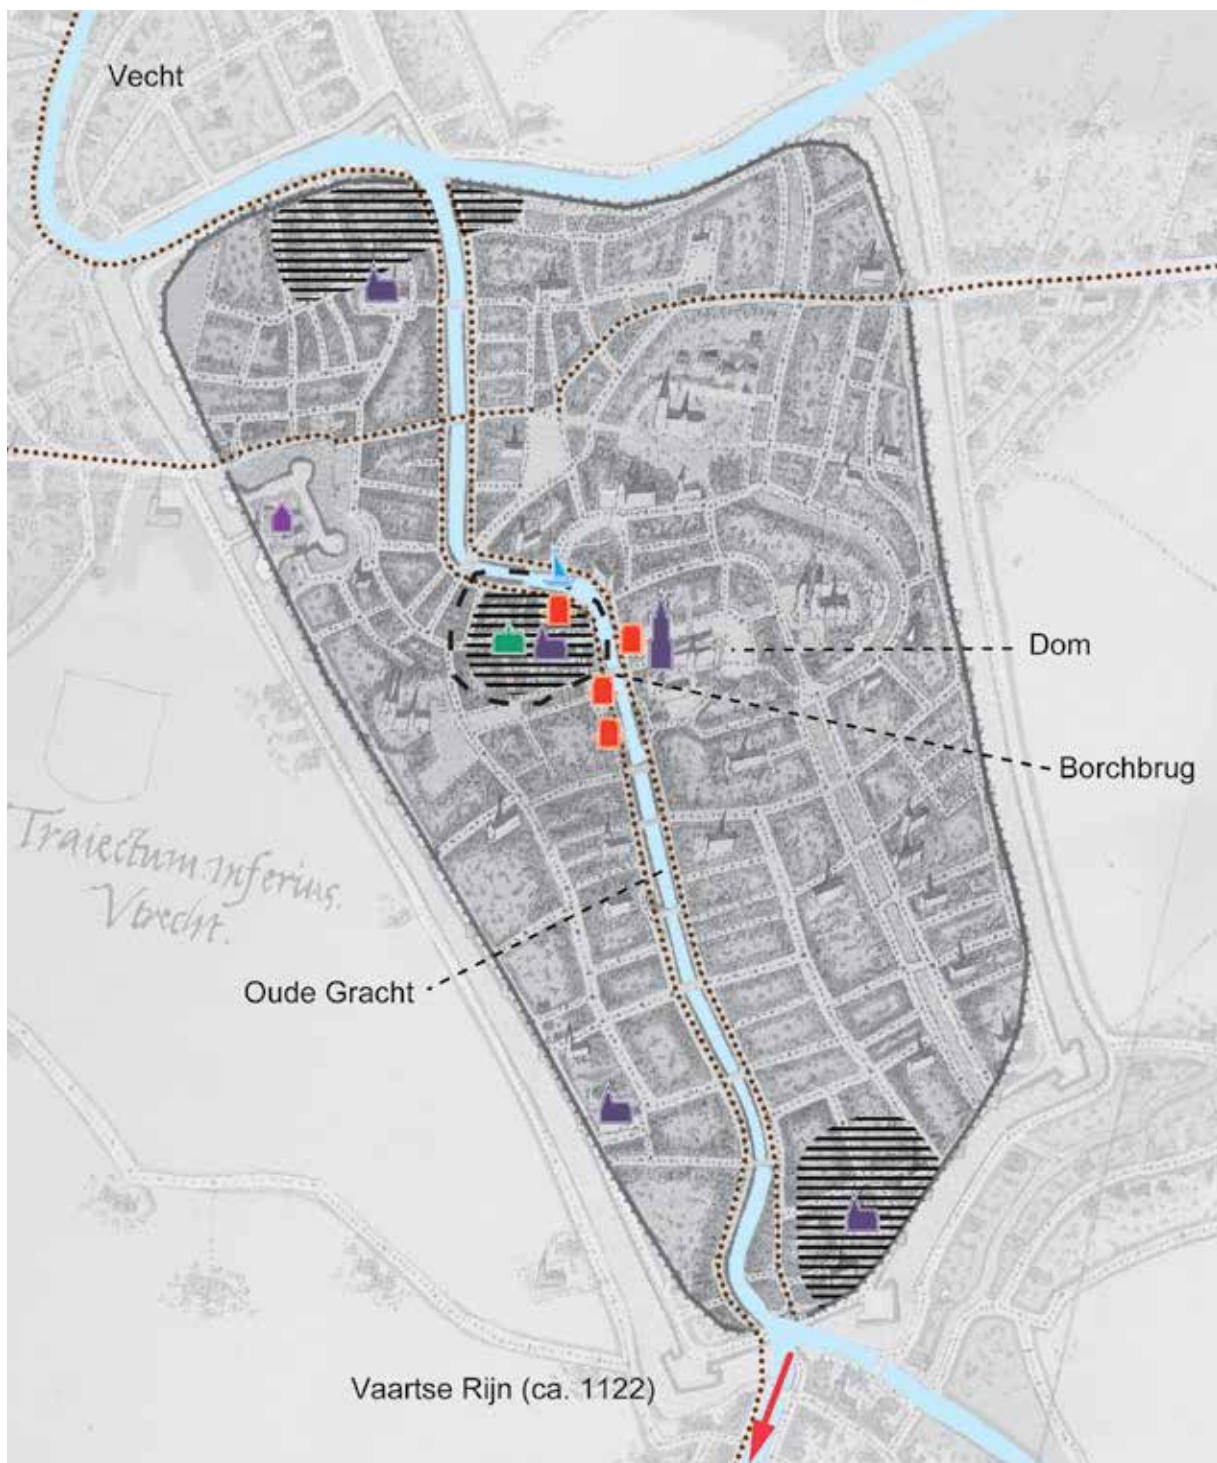 Vecht
Dom
Borchbrug
Traiectum inferius.
Vtrecht.
Oude Gracht
Vaartse Rijn (ca. 1122)